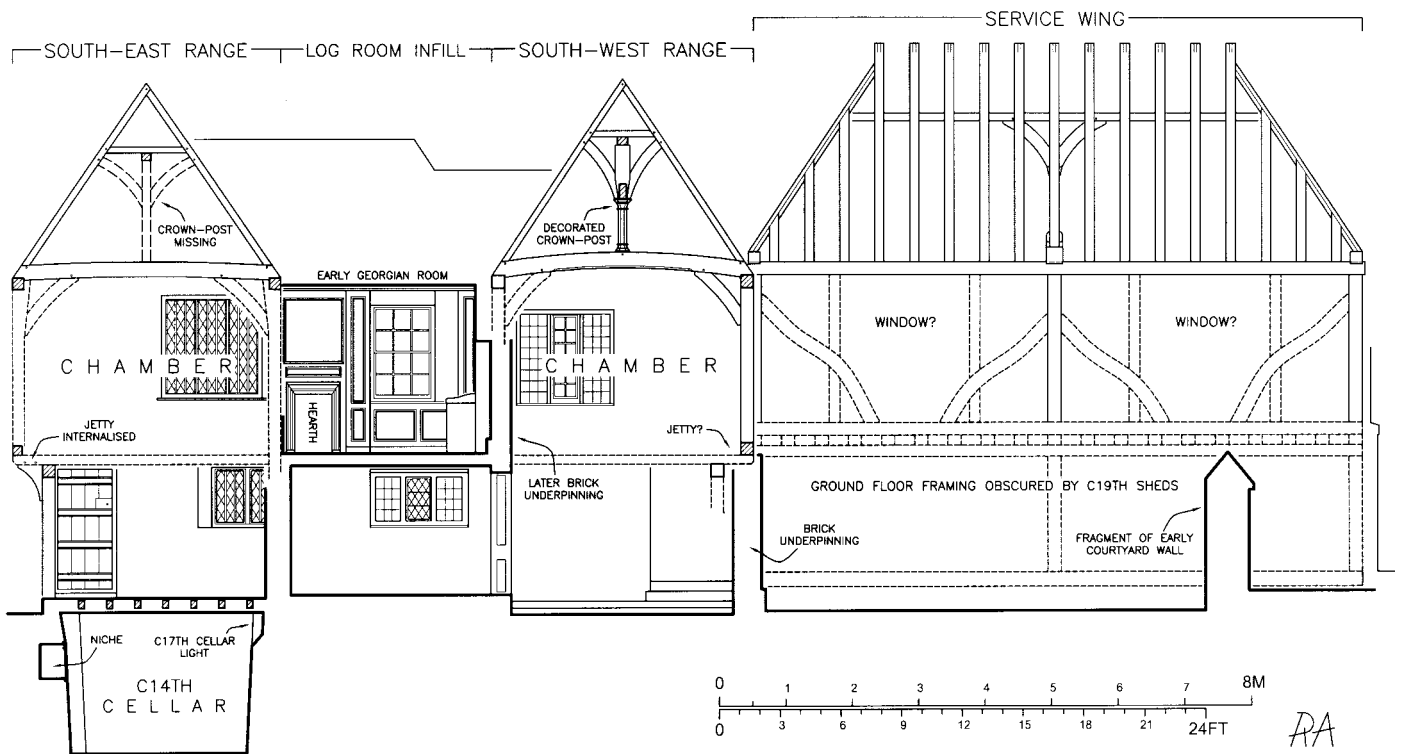 SERVICE WING
SOUTH-EAST RANGE
LOG ROOM INFILL
SOUTH-WEST RANGE
CROWN-POST
MISSING
DECORATED
CROWN-POST
EARLY GEORGIAN ROOM
WINDOW?
WINDOW?
CHAMBER
CHAMBER
HEARTH
JETTY
INTERNALISED
JETTY?
LATER BRICK
UNDERPINNING
GROUND FLOOR FRAMING OBSCURED BY C19TH SHEDS
BRICK
UNDERPINNING
FRAGMENT OF EARLY
COURTYARD WALL
NICHE
C17TH CELLAR
LIGHT
C14TH
CELLAR
0 1 2 3 4 5 6 7 8M
0 3 6 9 12 15 18 21 24FT
RA